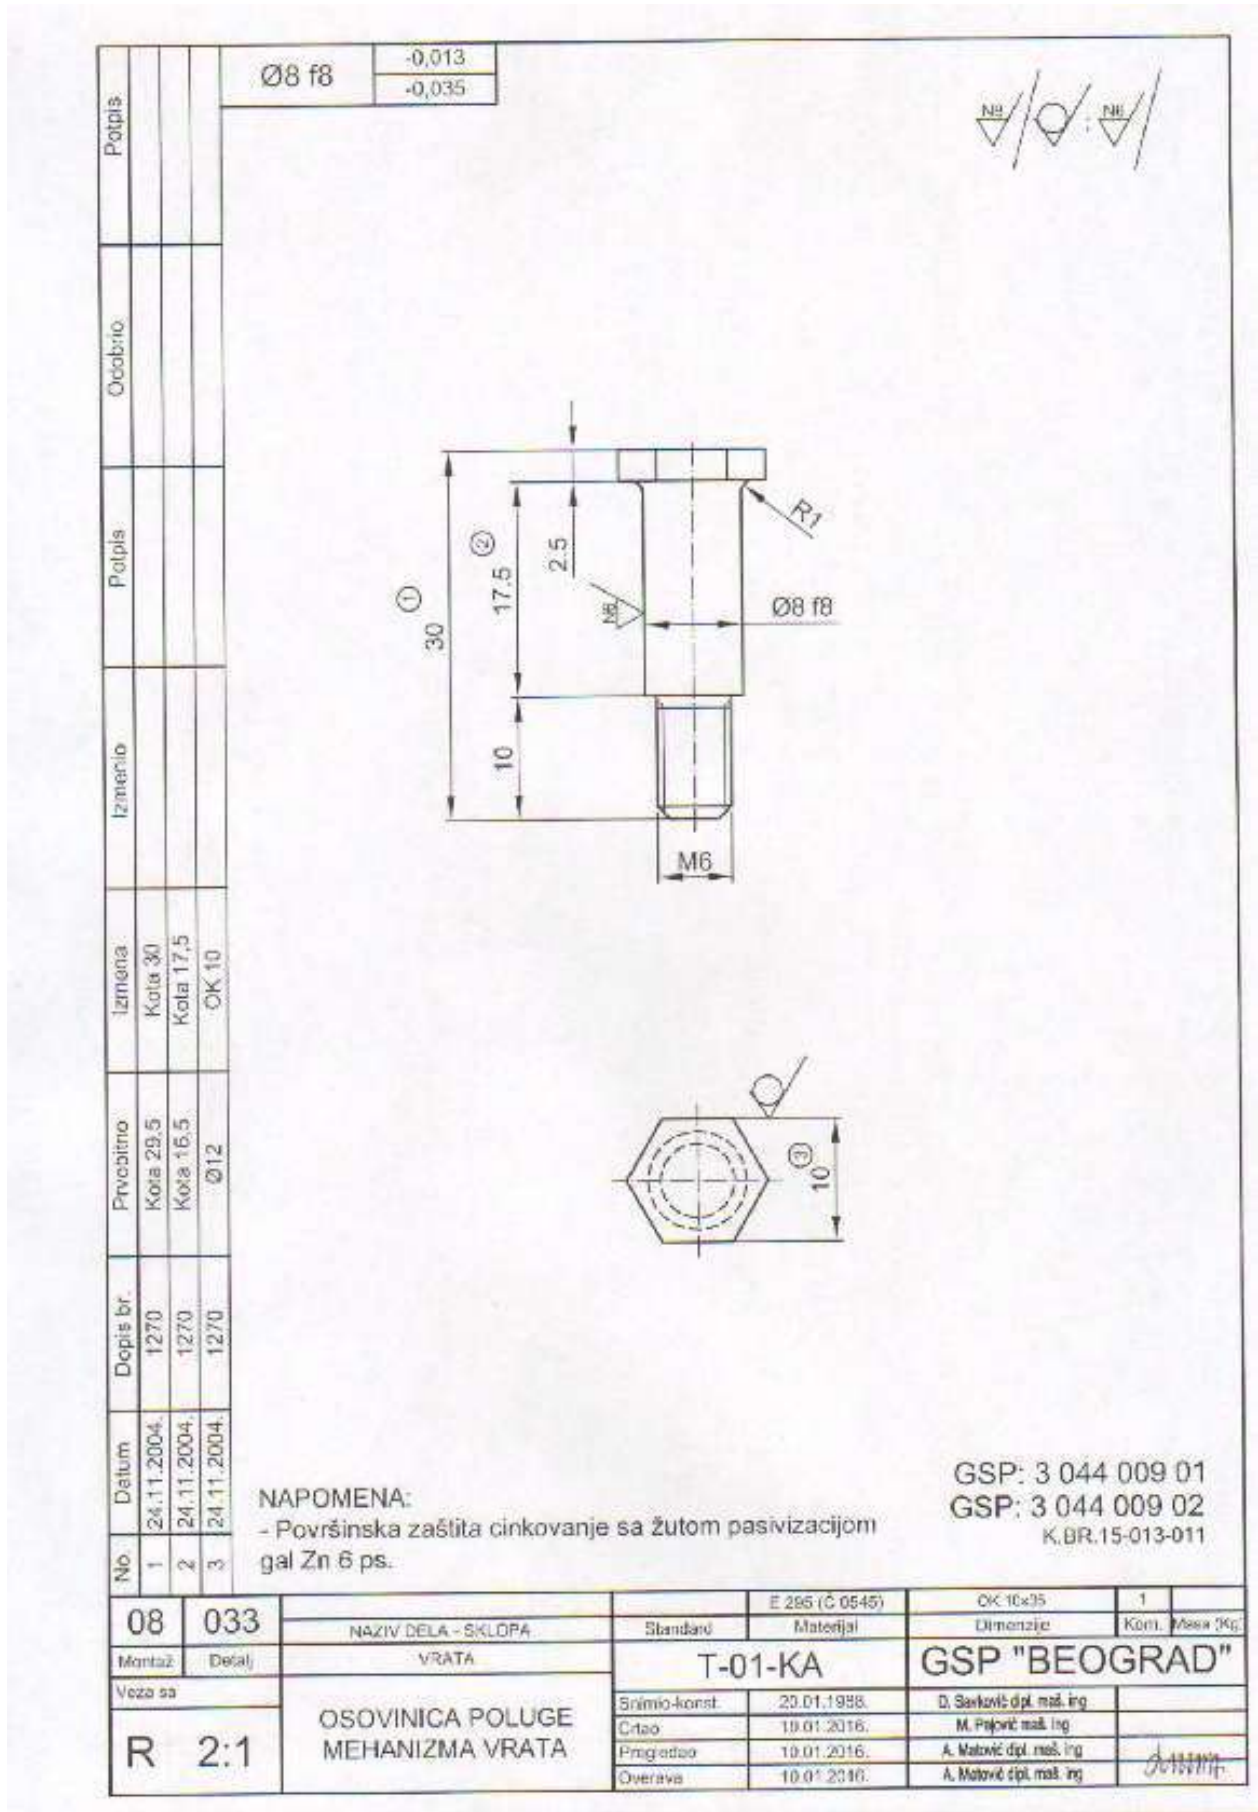 Ø8 f8
-0,013
-0,035
N8
N6
Potpis
Odobrio
Potpis
Izmenio
Izmena
Kota 30
Kota 17,5
OK 10
Prvobitno
Kota 29,5
Kota 16,5
Ø12
Dopis br.
1270
1270
1270
Datum
24.11.2004.
24.11.2004.
24.11.2004.
No.
1
2
3
30
1
17.5
2
2.5
10
N6
R1
Ø8 f8
M6
3
10
NAPOMENA:
- Površinska zaštita cinkovanje sa žutom pasivizacijom
gal Zn 6 ps.
GSP: 3 044 009 01
GSP: 3 044 009 02
K.BR.15-013-011
08
033
Montaž
Detalj
Veza sa
R 2:1
NAZIV DELA - SKLOPA
VRATA
OSOVINICA POLUGE
MEHANIZMA VRATA
E 295 (Č 0545)
OK 10x35
1
Standard
Materijal
Dimenzije
Kom.
Masa (Kg)
T-01-KA
GSP "BEOGRAD"
Snimio-konst.
20.01.1988.
D. Savković dipl. maš. ing
Crtao
10.01.2016.
M. Pejović maš. ing
Pregledao
10.01.2016.
A. Matović dipl. maš. ing
Overava
10.01.2016.
A. Matović dipl. maš. ing